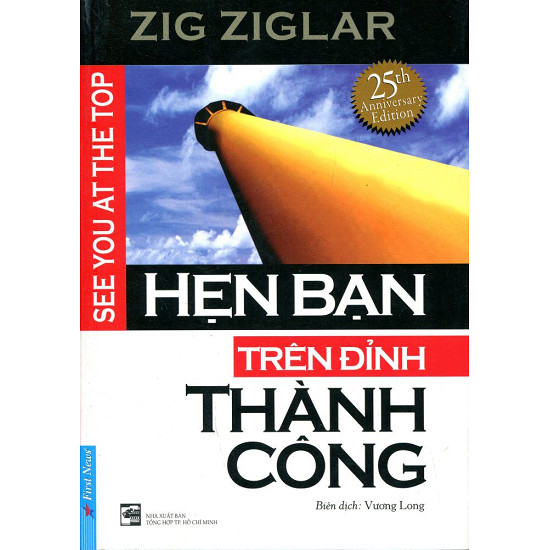 ZIG ZIGLAR
25th
Anniversary
Edition
SEE YOU AT THE TOP
HẸN BẠN
TRÊN ĐỈNH
THÀNH
CÔNG
Biên dịch: Vương Long
First News
NHÀ XUẤT BẢN
TỔNG HỢP TP. HỒ CHÍ MINH